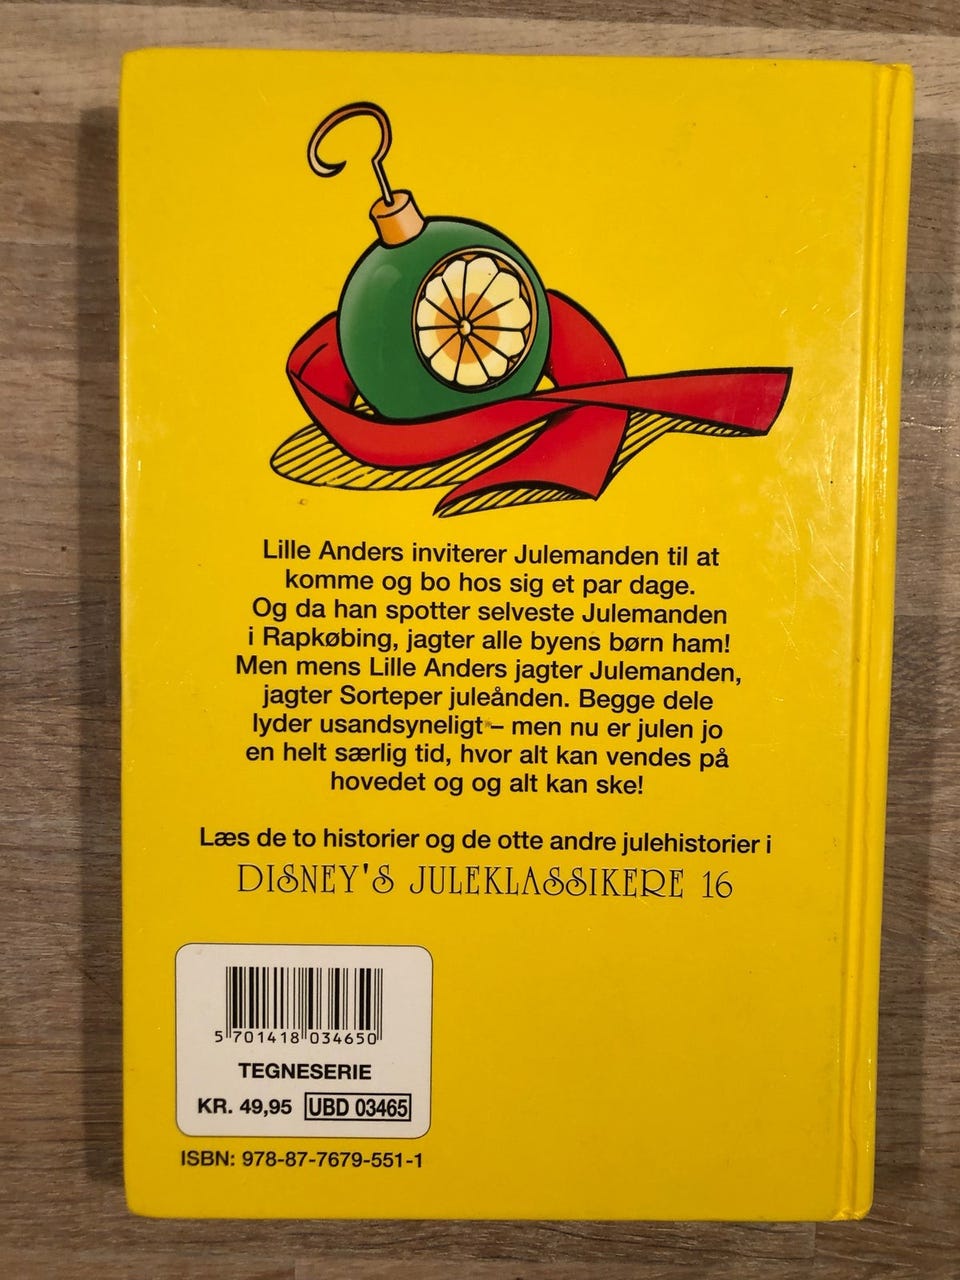 Lille Anders inviterer Julemanden til at
komme og bo hos sig et par dage.
Og da han spotter selveste Julemanden
i Rapkøbing, jagter alle byens børn ham!
Men mens Lille Anders jagter Julemanden,
jagter Sorteper juleånden. Begge dele
lyder usandsyneligt – men nu er julen jo
en helt særlig tid, hvor alt kan vendes på
hovedet og og alt kan ske!
Læs de to historier og de otte andre julehistorier i
DISNEY'S JULEKLASSIKERE 16
5 701418 034650
TEGNESERIE
KR. 49,95 UBD 03465
ISBN: 978-87-7679-551-1